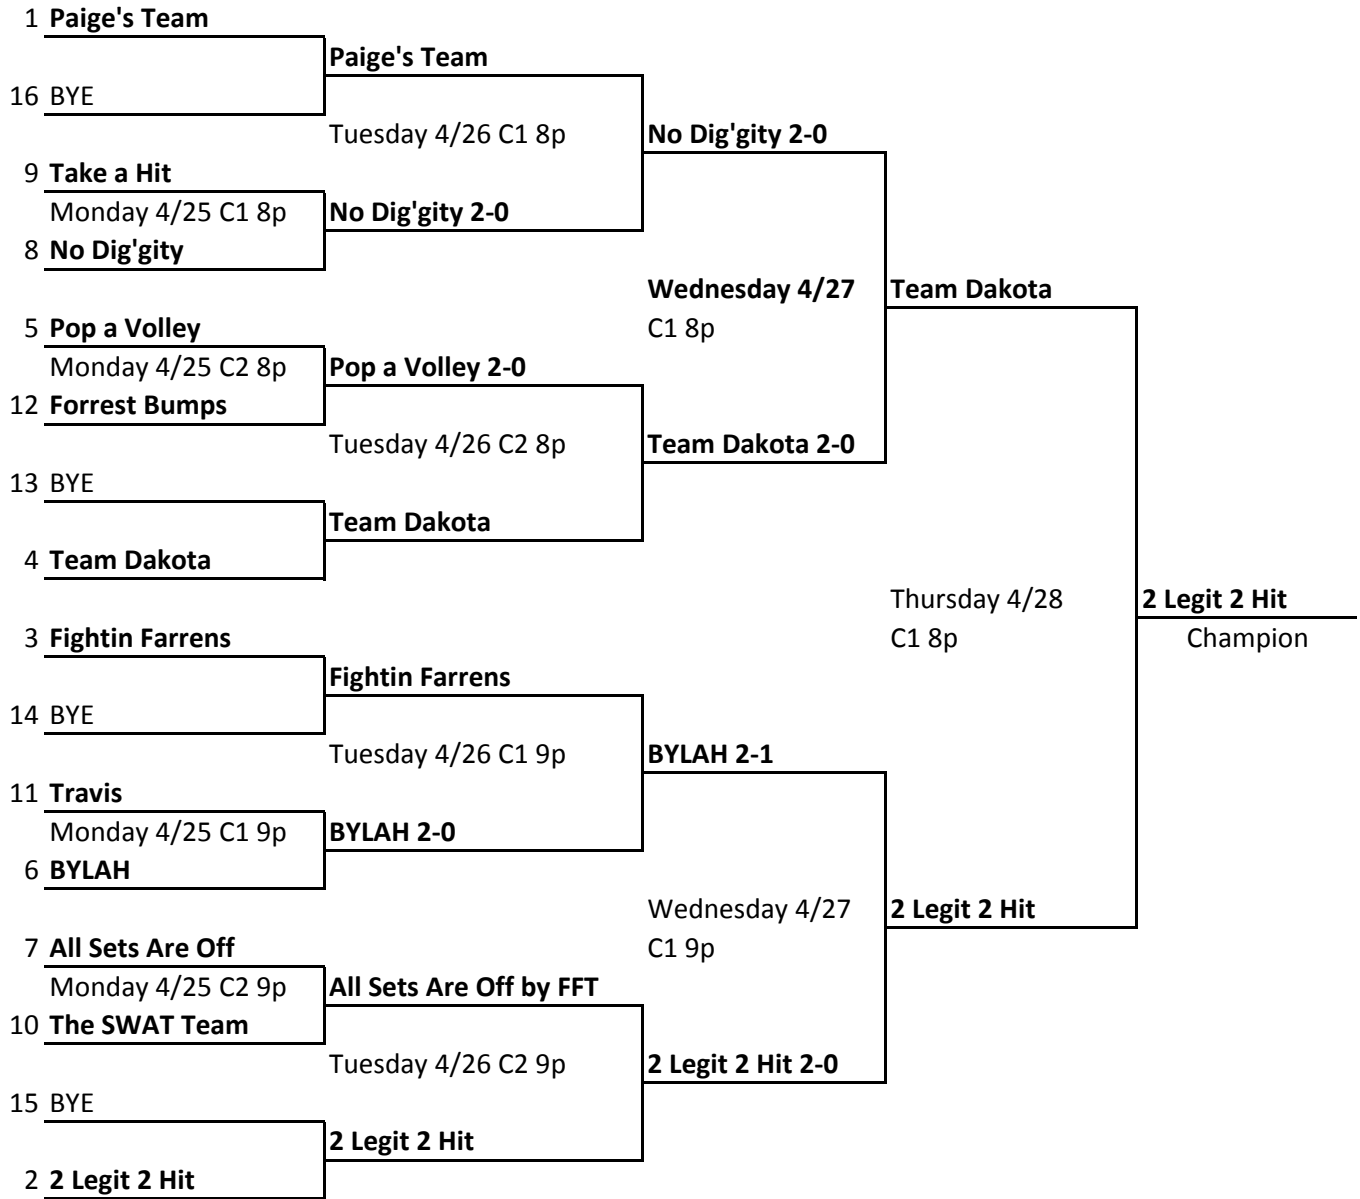 1 Paige's Team
Paige's Team
16 BYE
Tuesday 4/26 C1 8p
No Dig'gity 2-0
9 Take a Hit
Monday 4/25 C1 8p
No Dig'gity 2-0
8 No Dig'gity
Wednesday 4/27
Team Dakota
5 Pop a Volley
C1 8p
Monday 4/25 C2 8p
Pop a Volley 2-0
12 Forrest Bumps
Tuesday 4/26 C2 8p
Team Dakota 2-0
13 BYE
Team Dakota
4 Team Dakota
Thursday 4/28
2 Legit 2 Hit
3 Fightin Farrens
C1 8p
Champion
Fightin Farrens
14 BYE
Tuesday 4/26 C1 9p
BYLAH 2-1
11 Travis
Monday 4/25 C1 9p
BYLAH 2-0
6 BYLAH
Wednesday 4/27
2 Legit 2 Hit
7 All Sets Are Off
C1 9p
Monday 4/25 C2 9p
All Sets Are Off by FFT
10 The SWAT Team
Tuesday 4/26 C2 9p
2 Legit 2 Hit 2-0
15 BYE
2 Legit 2 Hit
2 2 Legit 2 Hit